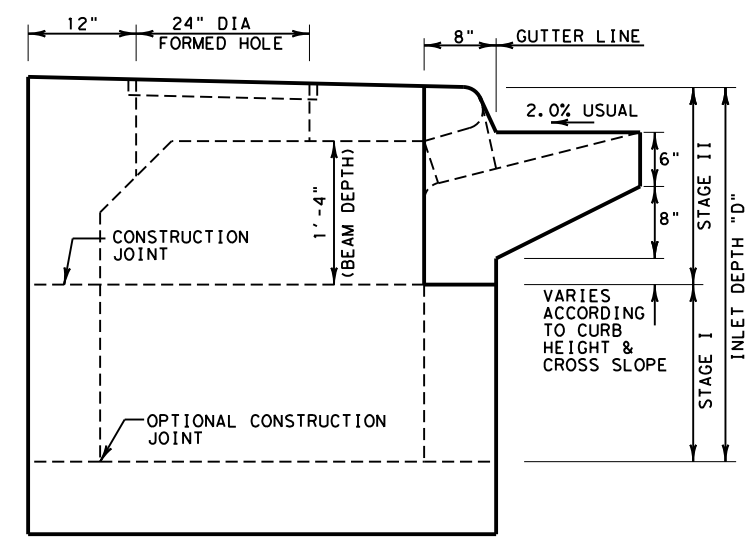 12"
24" DIA
FORMED HOLE
8"
GUTTER LINE
2.0% USUAL
6"
8"
STAGE II
INLET DEPTH "D"
1'-4"
(BEAM DEPTH)
CONSTRUCTION
JOINT
VARIES
ACCORDING
TO CURB
HEIGHT &
CROSS SLOPE
STAGE I
OPTIONAL CONSTRUCTION
JOINT